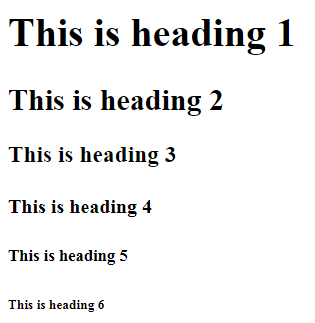 This is heading 1
This is heading 2
This is heading 3
This is heading 4
This is heading 5
This is heading 6